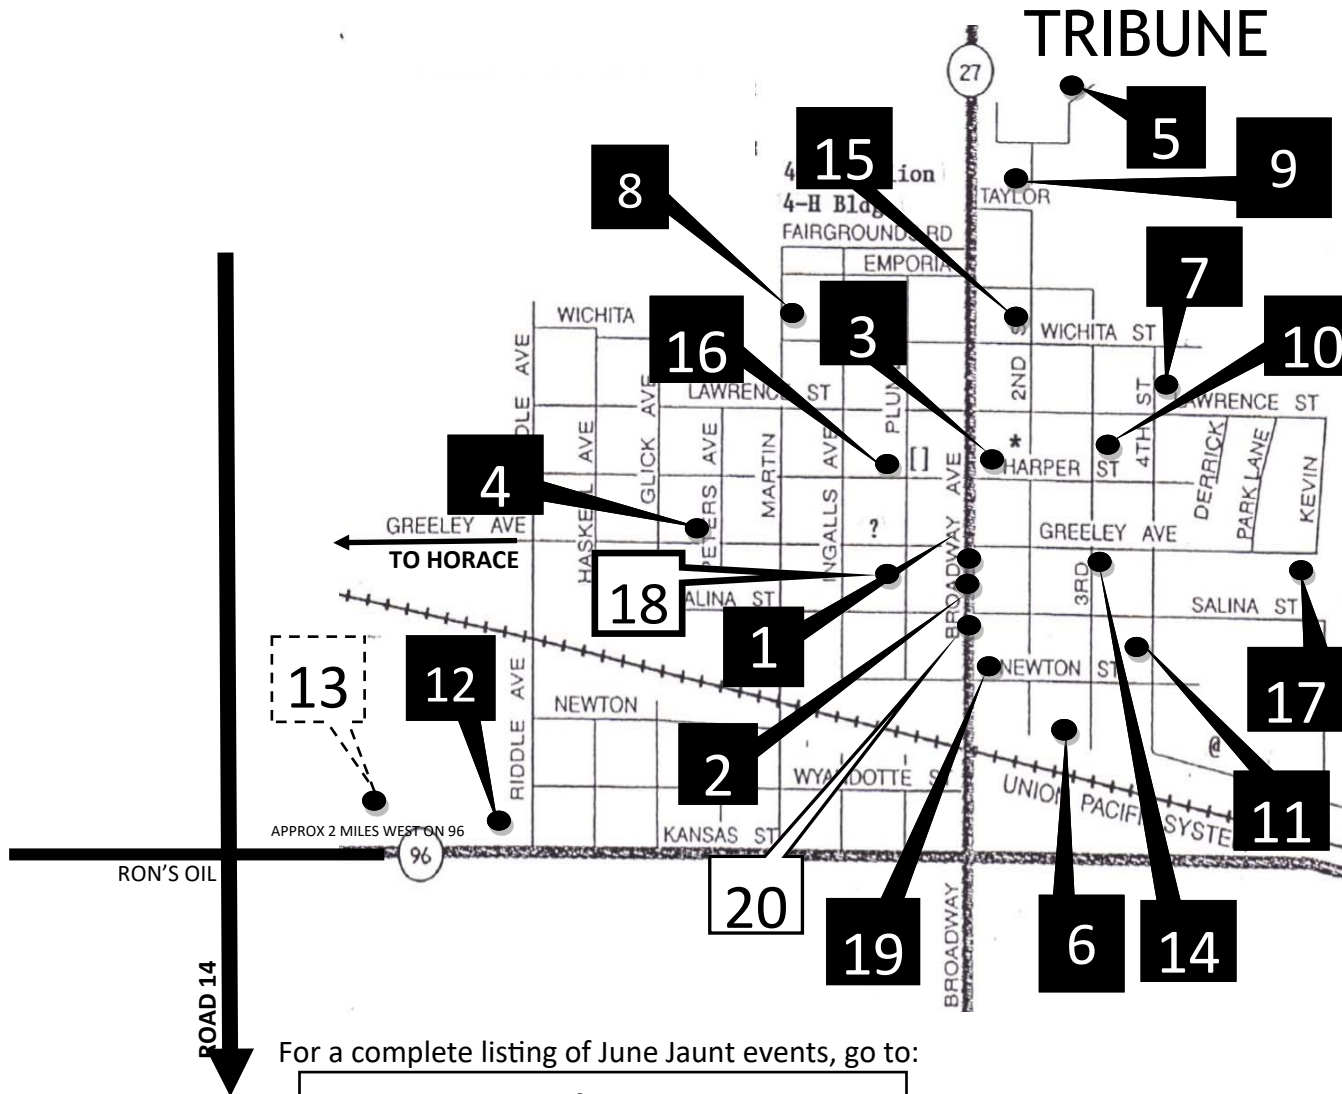 TRIBUNE
27
5
15
9
8
4-
lion
4-H Bldg
TAYLOR
FAIRGROUNDS RD
EMPORIA
7
WICHITA
16
3
WICHITA ST
10
LAWRENCE ST
LAWRENCE ST
RIDDLE AVE
HASKEL AVE
GLICK AVE
PETERS AVE
MARTIN
INGALLS AVE
PLUM
[]
BROADWAY AVE
2ND S
*
HARPER ST
3RD
4TH ST
DERRICK
PARK LANE
KEVIN
4
GREELEY AVE
?
GREELEY AVE
TO HORACE
18
SALINA ST
SALINA ST
1
13
12
NEWTON ST
17
RIDDLE AVE
NEWTON
2
WYANDOTTE ST
@
UNION PACIFIC SYSTE
11
APPROX 2 MILES WEST ON 96
KANSAS ST
96
RON'S OIL
20
19
BROADWAY
6
14
ROAD 14
For a complete listing of June Jaunt events, go to: